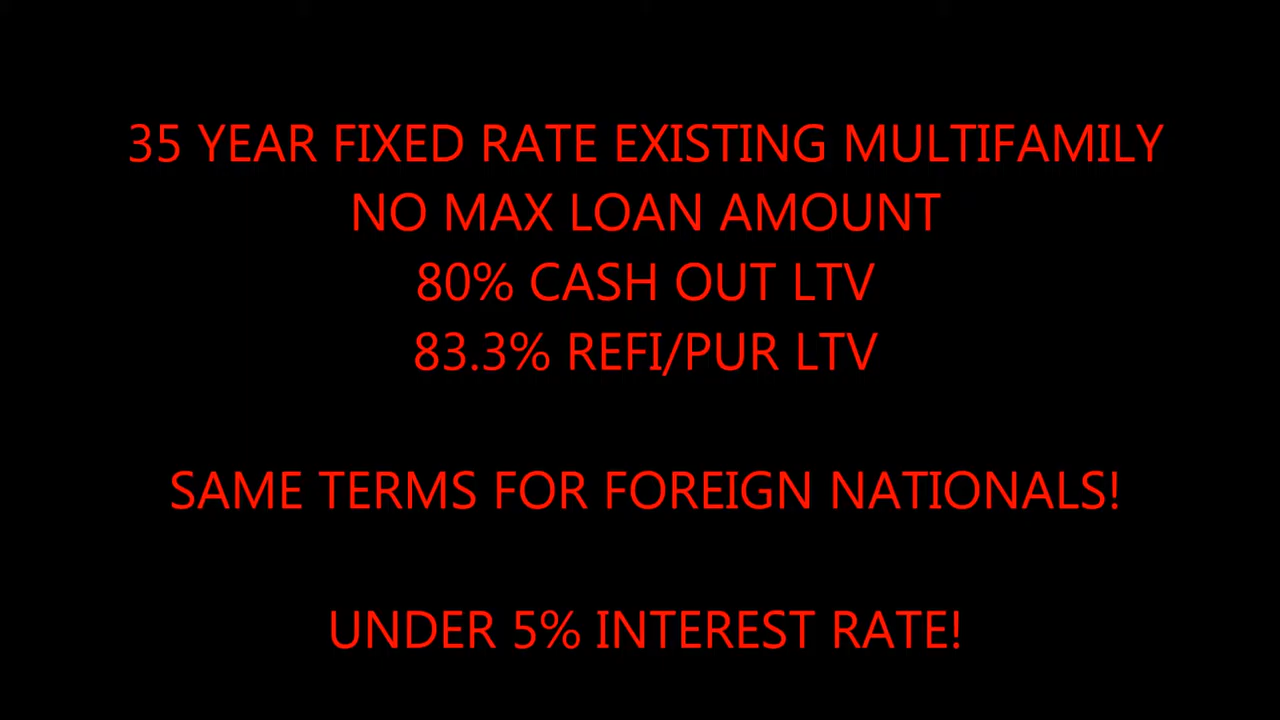 35 YEAR FIXED RATE EXISTING MULTIFAMILY
NO MAX LOAN AMOUNT
80% CASH OUT LTV
83.3% REFI/PUR LTV
SAME TERMS FOR FOREIGN NATIONALS!
UNDER 5% INTEREST RATE!